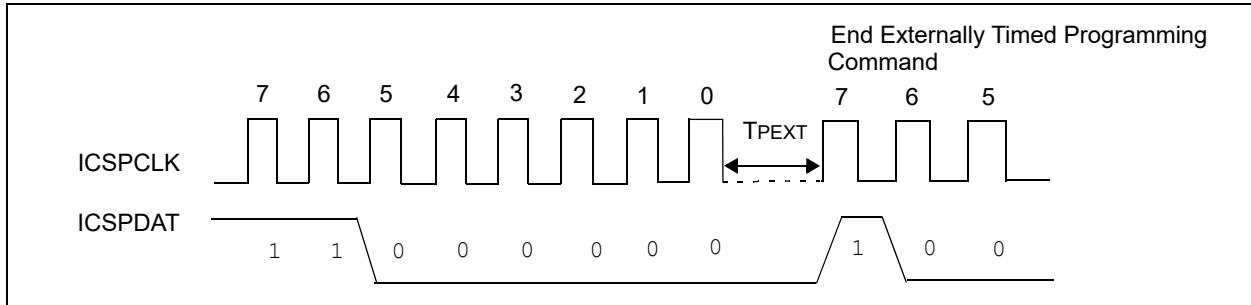 End Externally Timed Programming
Command
7 6 5 4 3 2 1 0 7 6 5
TPEXT
ICSPCLK
ICSPDAT
1 1 0 0 0 0 0 0 1 0 0